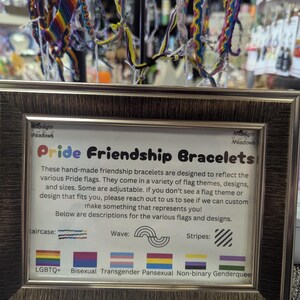 Meadows
Meadows
Pride Friendship Bracelets
These hand-made friendship bracelets are designed to reflect the
various Pride flags. They come in a variety of flag themes, designs,
and sizes. Some are adjustable. If you don't see a flag theme or
design that fits you, please reach out to us to see if we can custom
make something that represents you!
Below are descriptions for the various flags and designs.
taircase: Wave: Stripes:
LGBTQ+ Bisexual Transgender Pansexual Non-binary Genderqueer